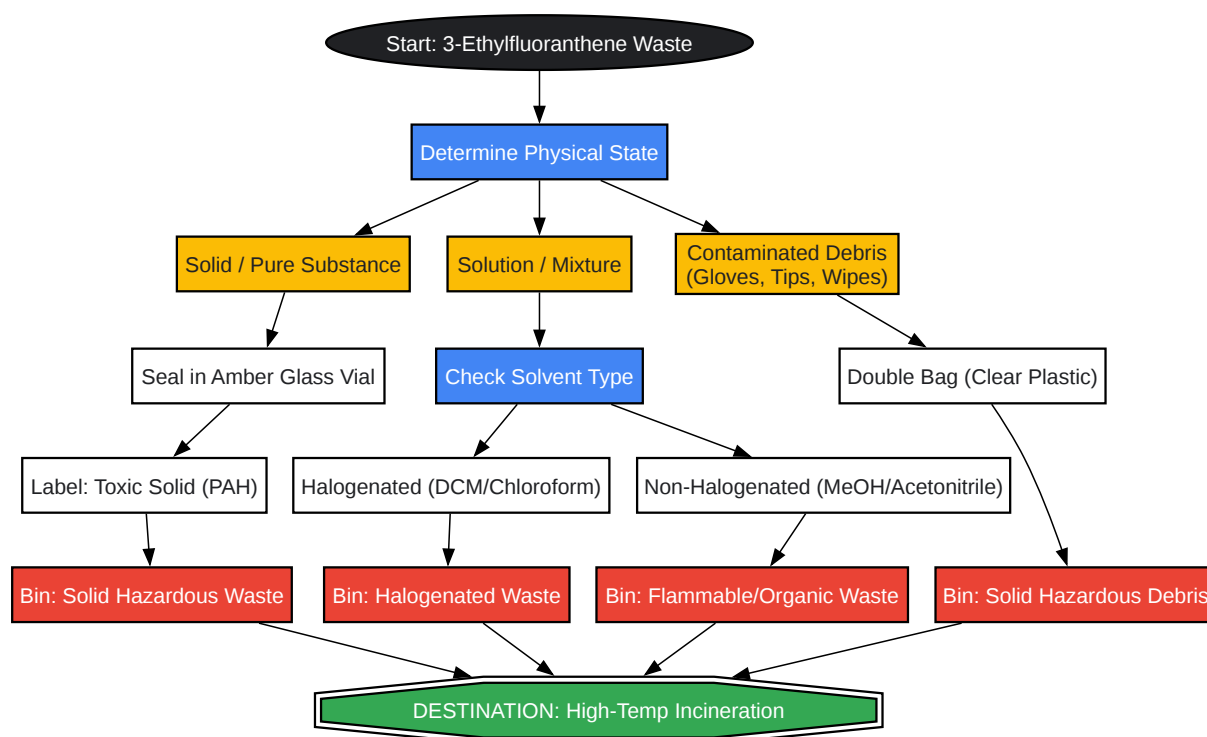 Start: 3-Ethylfluoranthene Waste
Determine Physical State
Solid / Pure Substance
Solution / Mixture
Contaminated Debris
(Gloves, Tips, Wipes)
Seal in Amber Glass Vial
Check Solvent Type
Double Bag (Clear Plastic)
Label: Toxic Solid (PAH)
Halogenated (DCM/Chloroform)
Non-Halogenated (MeOH/Acetonitrile)
Bin: Solid Hazardous Waste
Bin: Halogenated Waste
Bin: Flammable/Organic Waste
Bin: Solid Hazardous Debris
DESTINATION: High-Temp Incineration